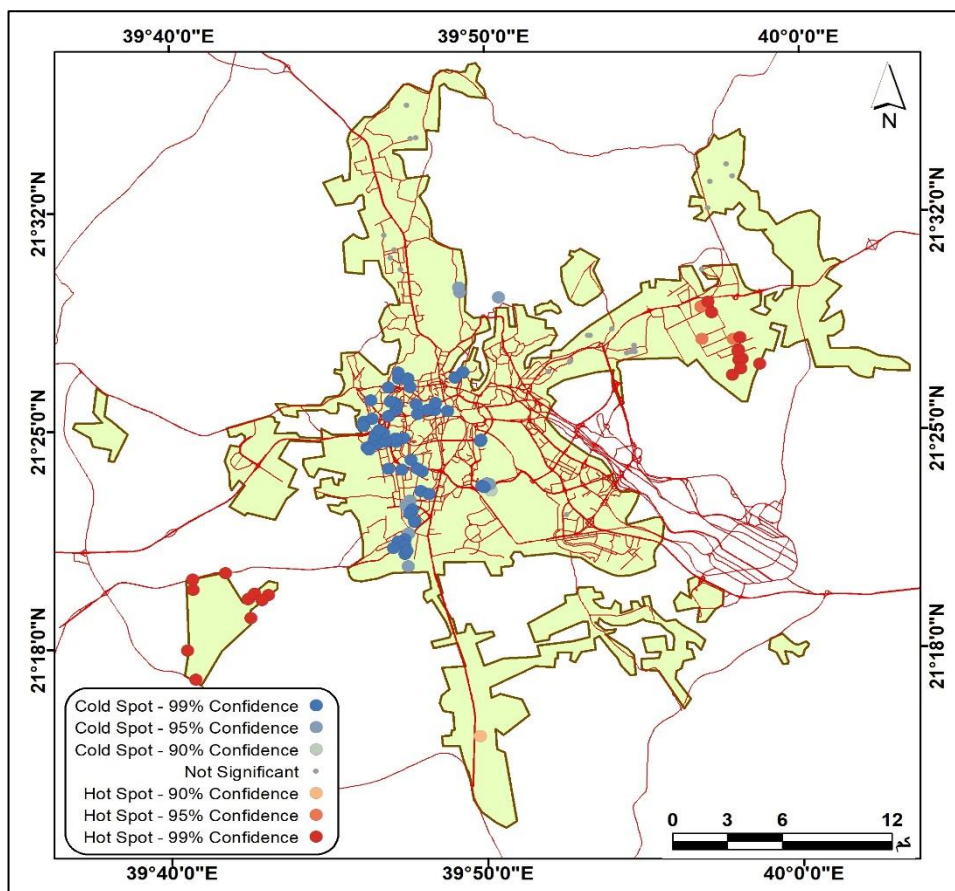 39°40'0"E 39°50'0"E 40°0'0"E
N
21°32'0"N 21°32'0"N
21°25'0"N 21°25'0"N
21°18'0"N 21°18'0"N
Cold Spot - 99% Confidence
Cold Spot - 95% Confidence
Cold Spot - 90% Confidence
Not Significant
Hot Spot - 90% Confidence
Hot Spot - 95% Confidence
Hot Spot - 99% Confidence
0 3 6 12
كم
39°40'0"E 39°50'0"E 40°0'0"E